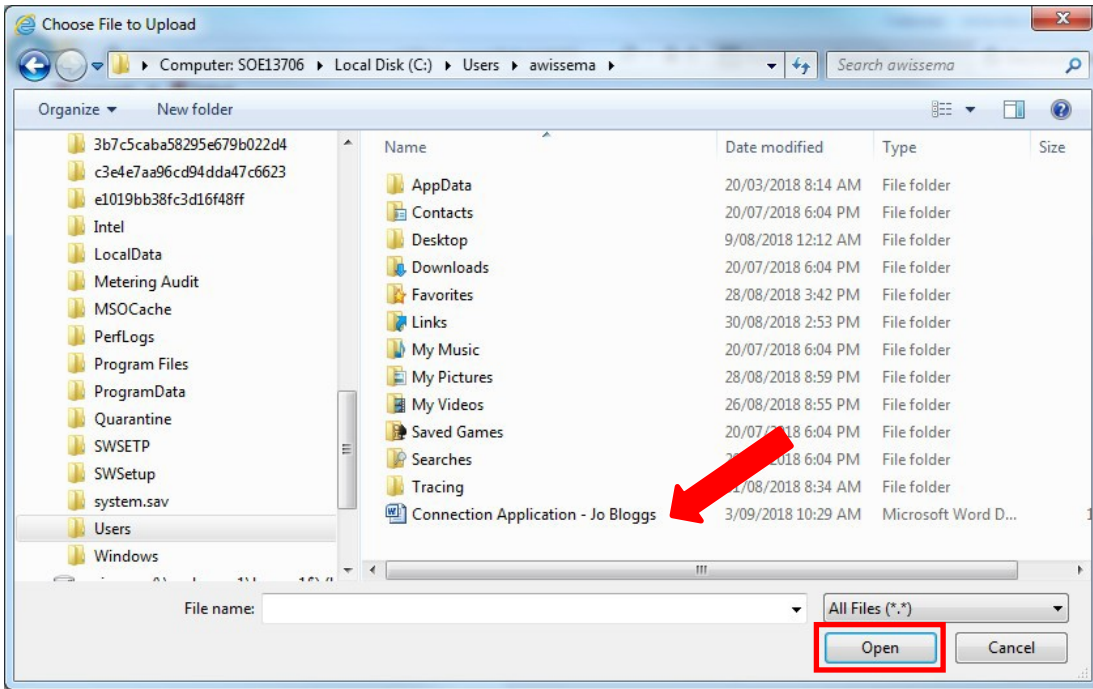 Choose File to Upload
Computer: SOE13706 Local Disk (C:) Users awissema
Search awissema
Organize New folder
3b7c5caba58295e679b022d4
c3e4e7aa96cd94dda47c6623
e1019bb38fc3d16f48ff
Intel
LocalData
Metering Audit
MSOCache
PerfLogs
Program Files
ProgramData
Quarantine
SWSETP
SWSetup
system.sav
Users
Windows
Name Date modified Type Size
AppData 20/03/2018 8:14 AM File folder
Contacts 20/07/2018 6:04 PM File folder
Desktop 9/08/2018 12:12 AM File folder
Downloads 20/07/2018 6:04 PM File folder
Favorites 28/08/2018 3:42 PM File folder
Links 30/08/2018 2:53 PM File folder
My Music 20/07/2018 6:04 PM File folder
My Pictures 28/08/2018 8:59 PM File folder
My Videos 26/08/2018 8:55 PM File folder
Saved Games 6:04 PM File folder
Searches 6:04 PM File folder
Tracing 8:34 AM File folder
Connection Application - Jo Bloggs 3/09/2018 10:29 AM Microsoft Word D... 1
File name: All Files (*.*)
Open Cancel